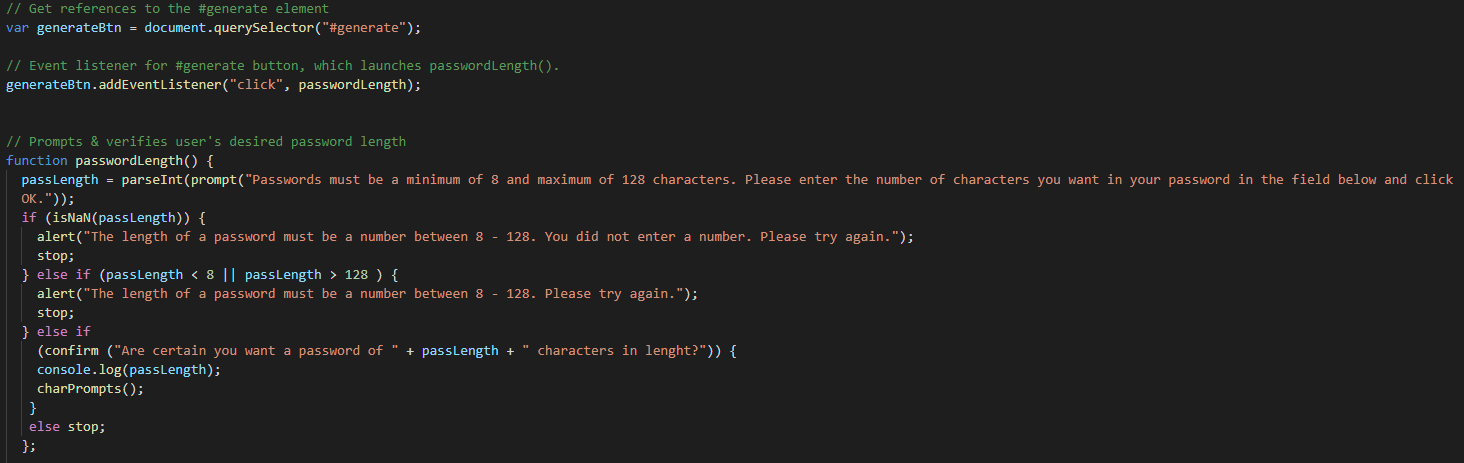 // Get references to the #generate element
var generateBtn = document.querySelector("#generate");
// Event listener for #generate button, which launches passwordLength().
generateBtn.addEventListener("click", passwordLength);
// Prompts & verifies user's desired password length
function passwordLength() {
passLength = parseInt(prompt("Passwords must be a minimum of 8 and maximum of 128 characters. Please enter the number of characters you want in your password in the field below and click
OK."));
if (isNaN(passLength)) {
alert("The length of a password must be a number between 8 - 128. You did not enter a number. Please try again.");
stop;
} else if (passLength < 8 || passLength > 128 ) {
alert("The length of a password must be a number between 8 - 128. Please try again.");
stop;
} else if
(confirm ("Are certain you want a password of " + passLength + " characters in lenght?")) {
console.log(passLength);
charPrompts();
}
else stop;
};